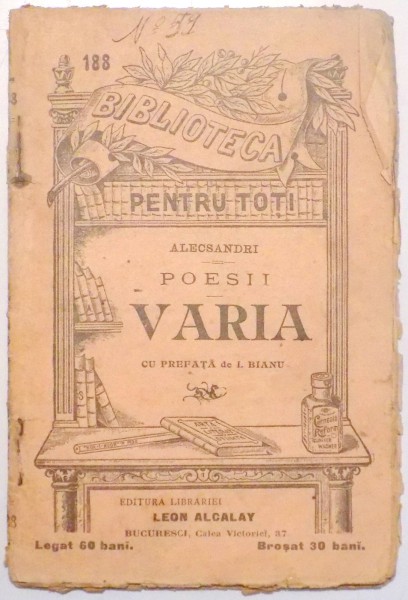 No 59
188
BIBLIOTECA
PENTRU TOTI
ALECSANDRI
POESII
VARIA
CU PREFAȚĂ de I. BIANU
EDITURA LIBRARIEI
LEON ALCALAY
BUCURESCI, Calea Victoriei, 37
Legat 60 bani.
Broșat 30 bani.